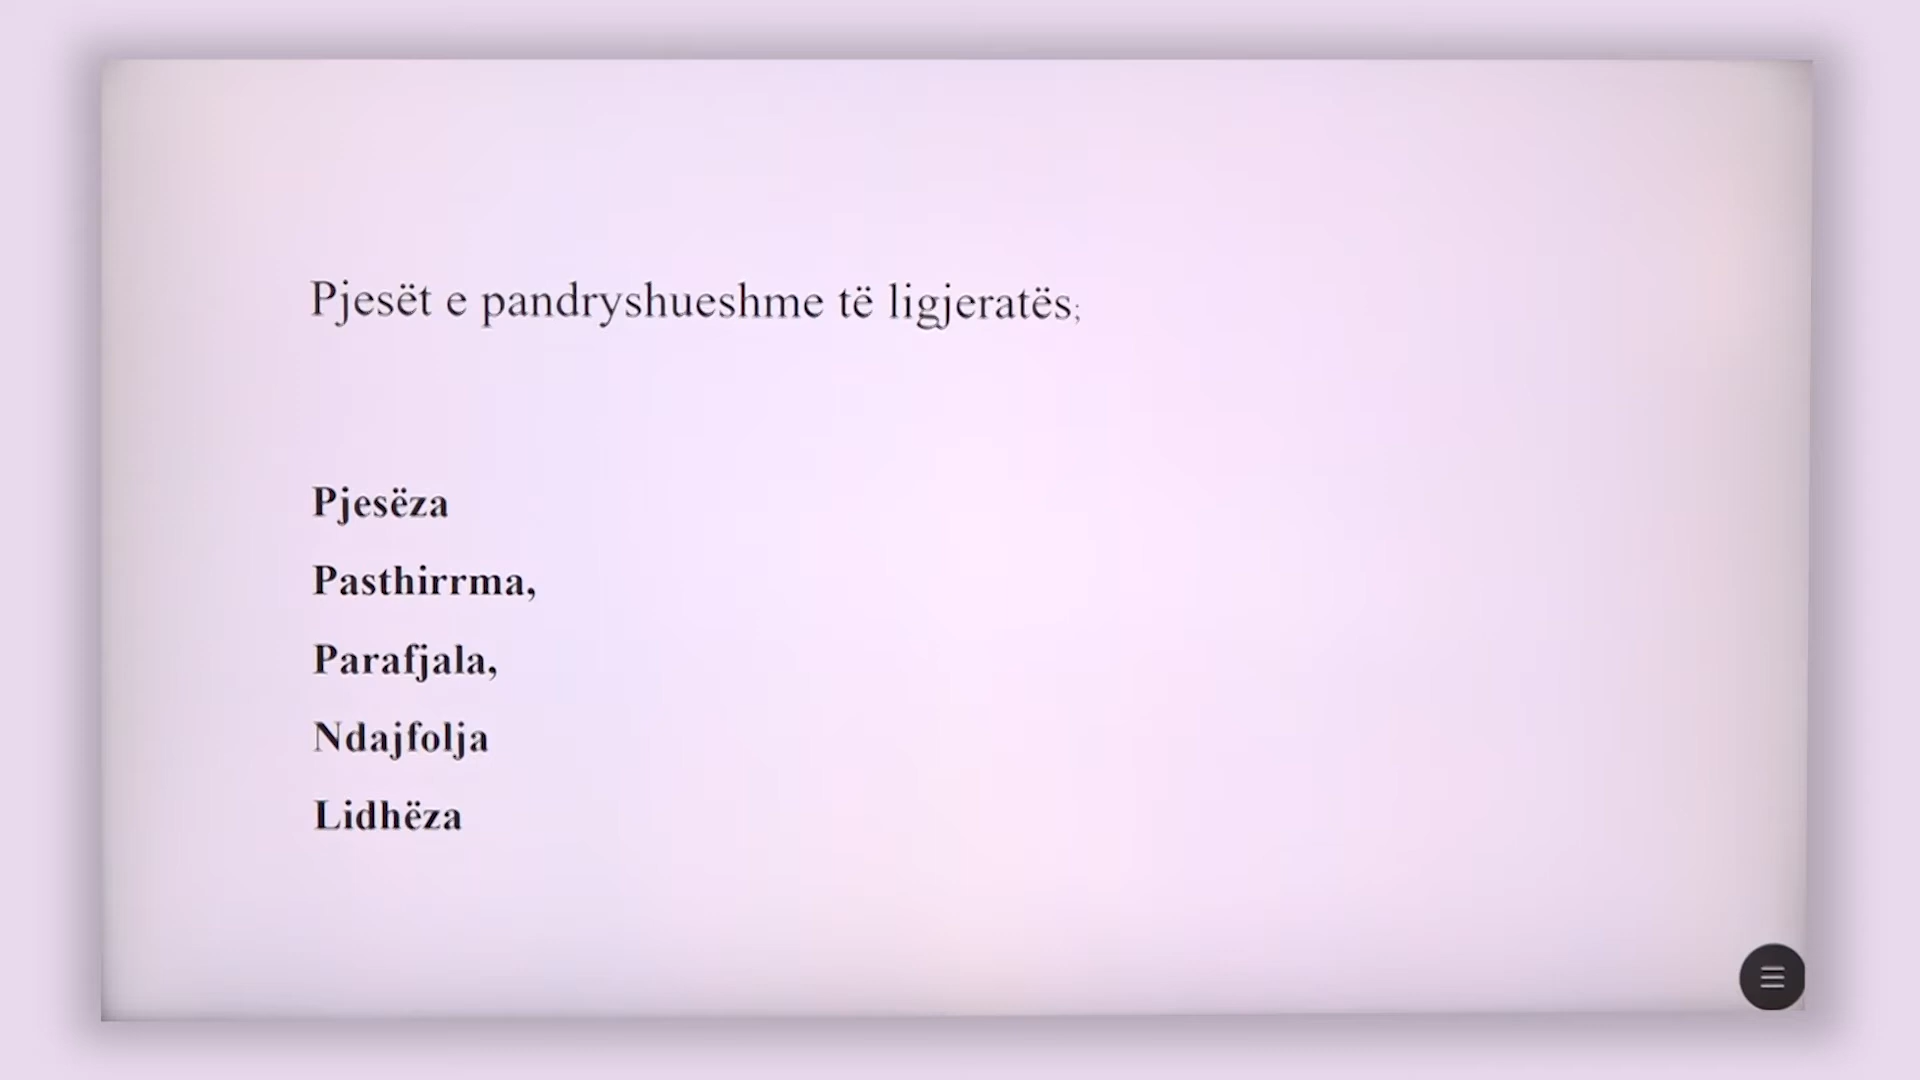 Pjesët e pandryshueshme të ligjeratës;
Pjesëza
Pasthirrma,
Parafjala,
Ndajfolja
Lidhëza